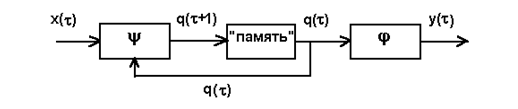 x(τ) q(τ+1) q(τ) y(τ)
ψ "память" φ
q(τ)